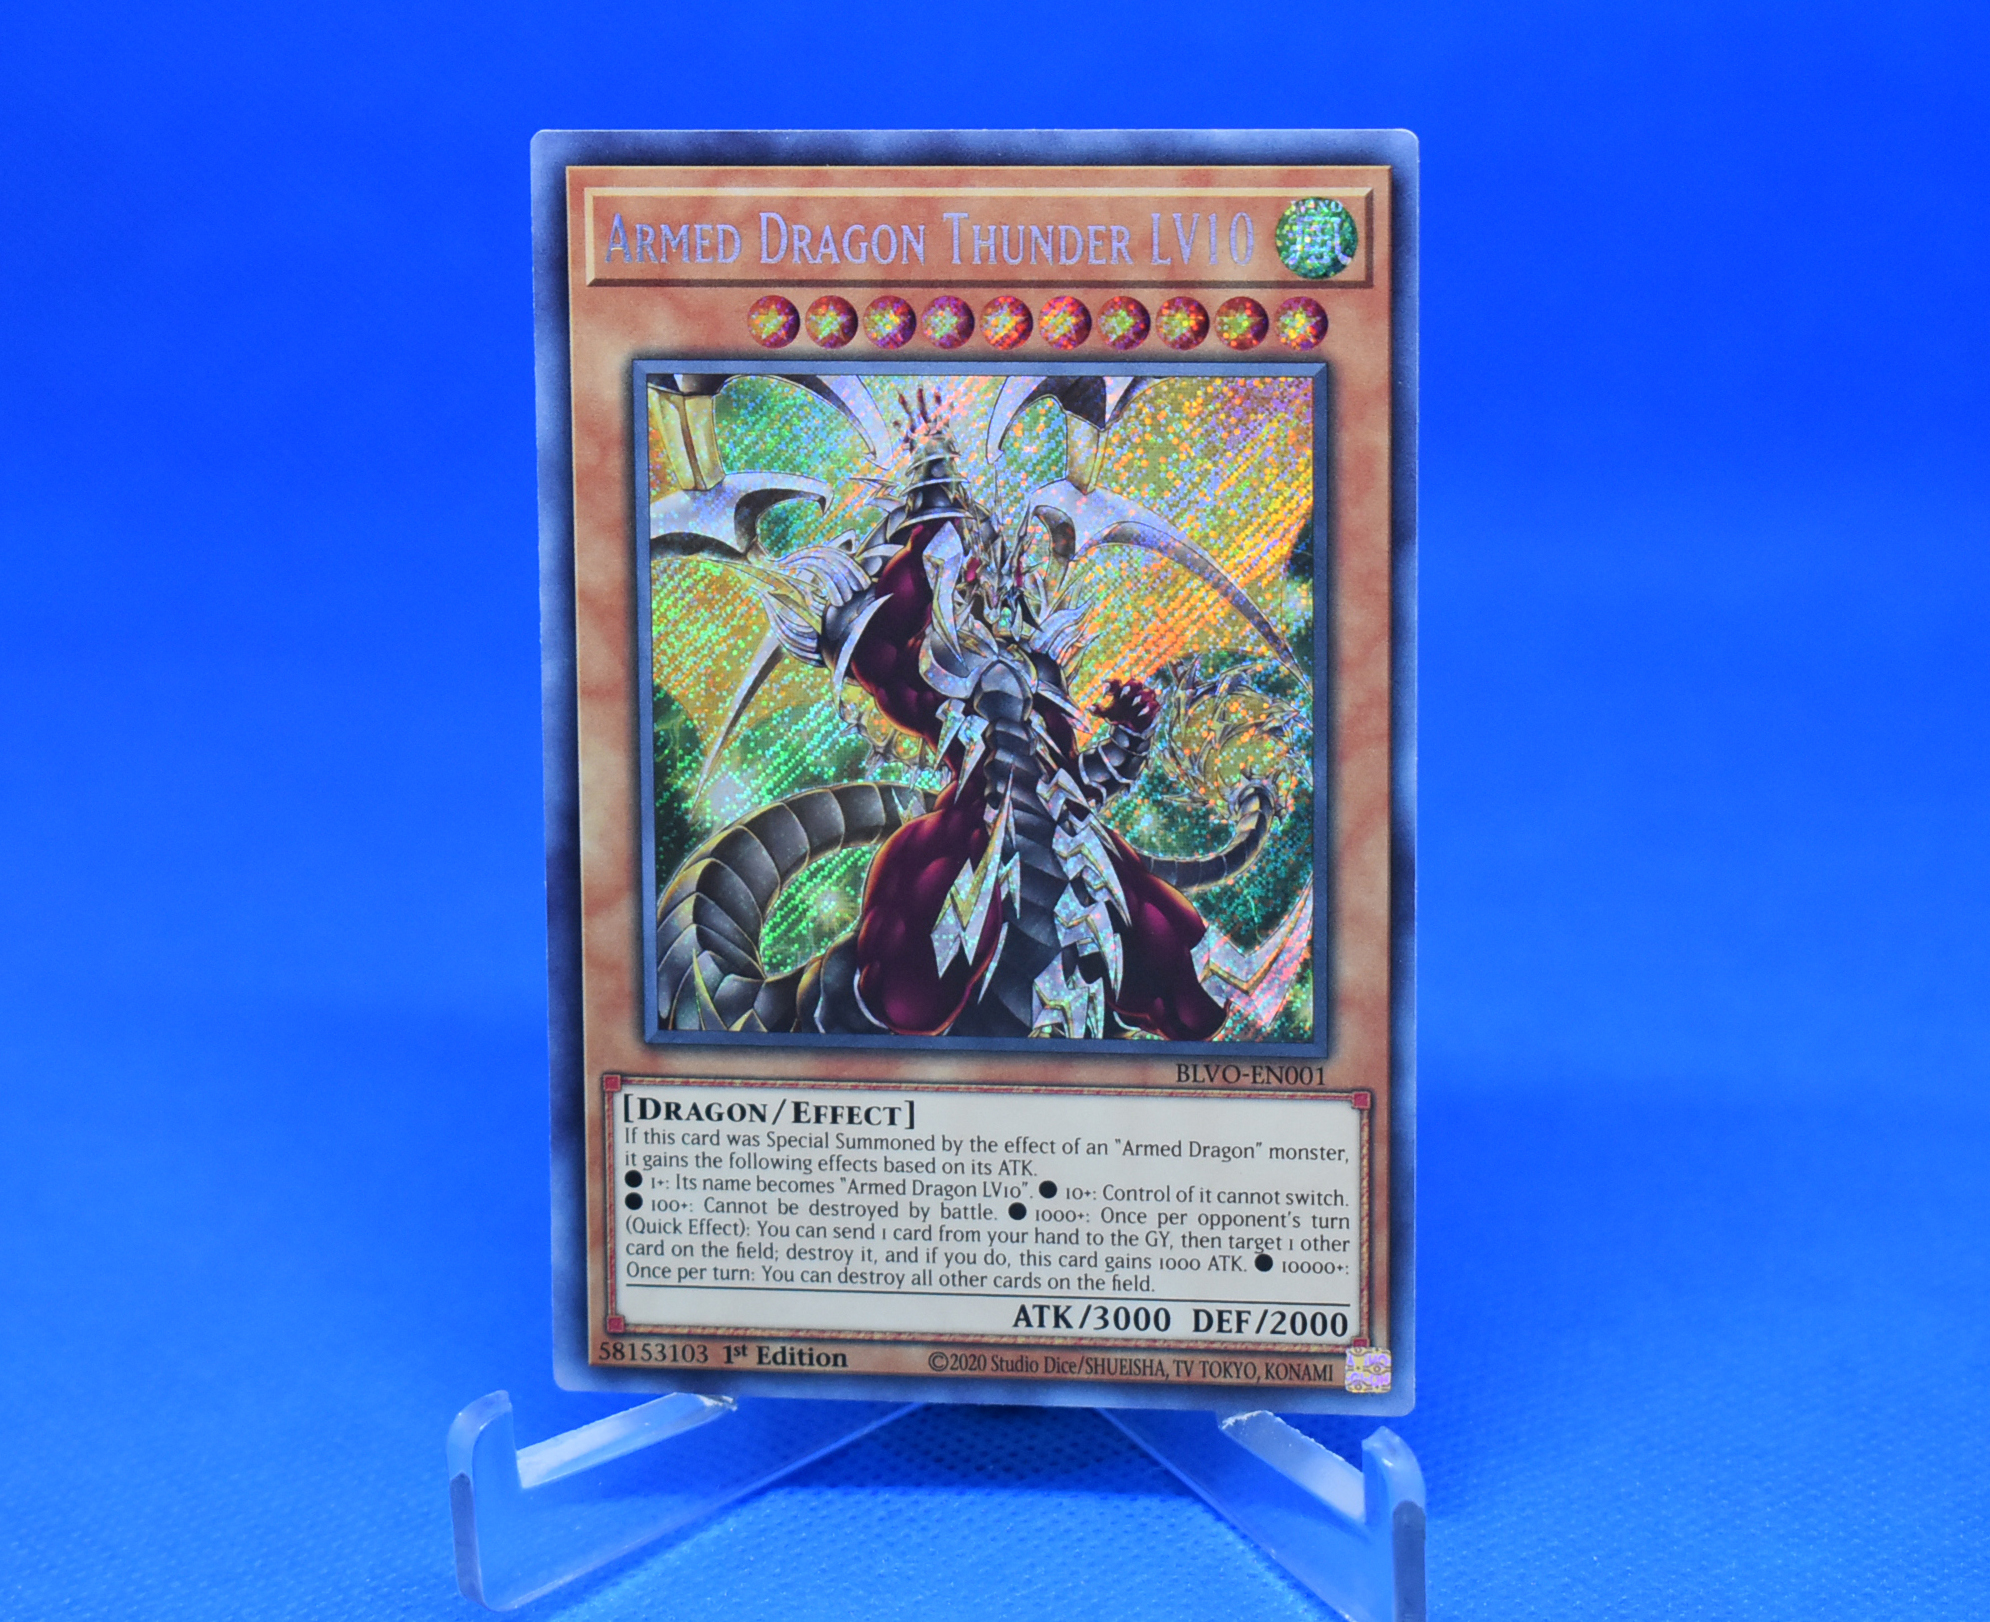 Armed Dragon Thunder LV10
WIND
風
BLVO-EN001
[Dragon/Effect]
If this card was Special Summoned by the effect of an "Armed Dragon" monster,
it gains the following effects based on its ATK.
● 1+: Its name becomes "Armed Dragon LV10". ● 10+: Control of it cannot switch.
● 100+: Cannot be destroyed by battle. ● 1000+: Once per opponent's turn
(Quick Effect): You can send 1 card from your hand to the GY, then target 1 other
card on the field; destroy it, and if you do, this card gains 1000 ATK. ● 10000+:
Once per turn: You can destroy all other cards on the field.
ATK/3000 DEF/2000
58153103 1st Edition ©2020 Studio Dice/SHUEISHA, TV TOKYO, KONAMI